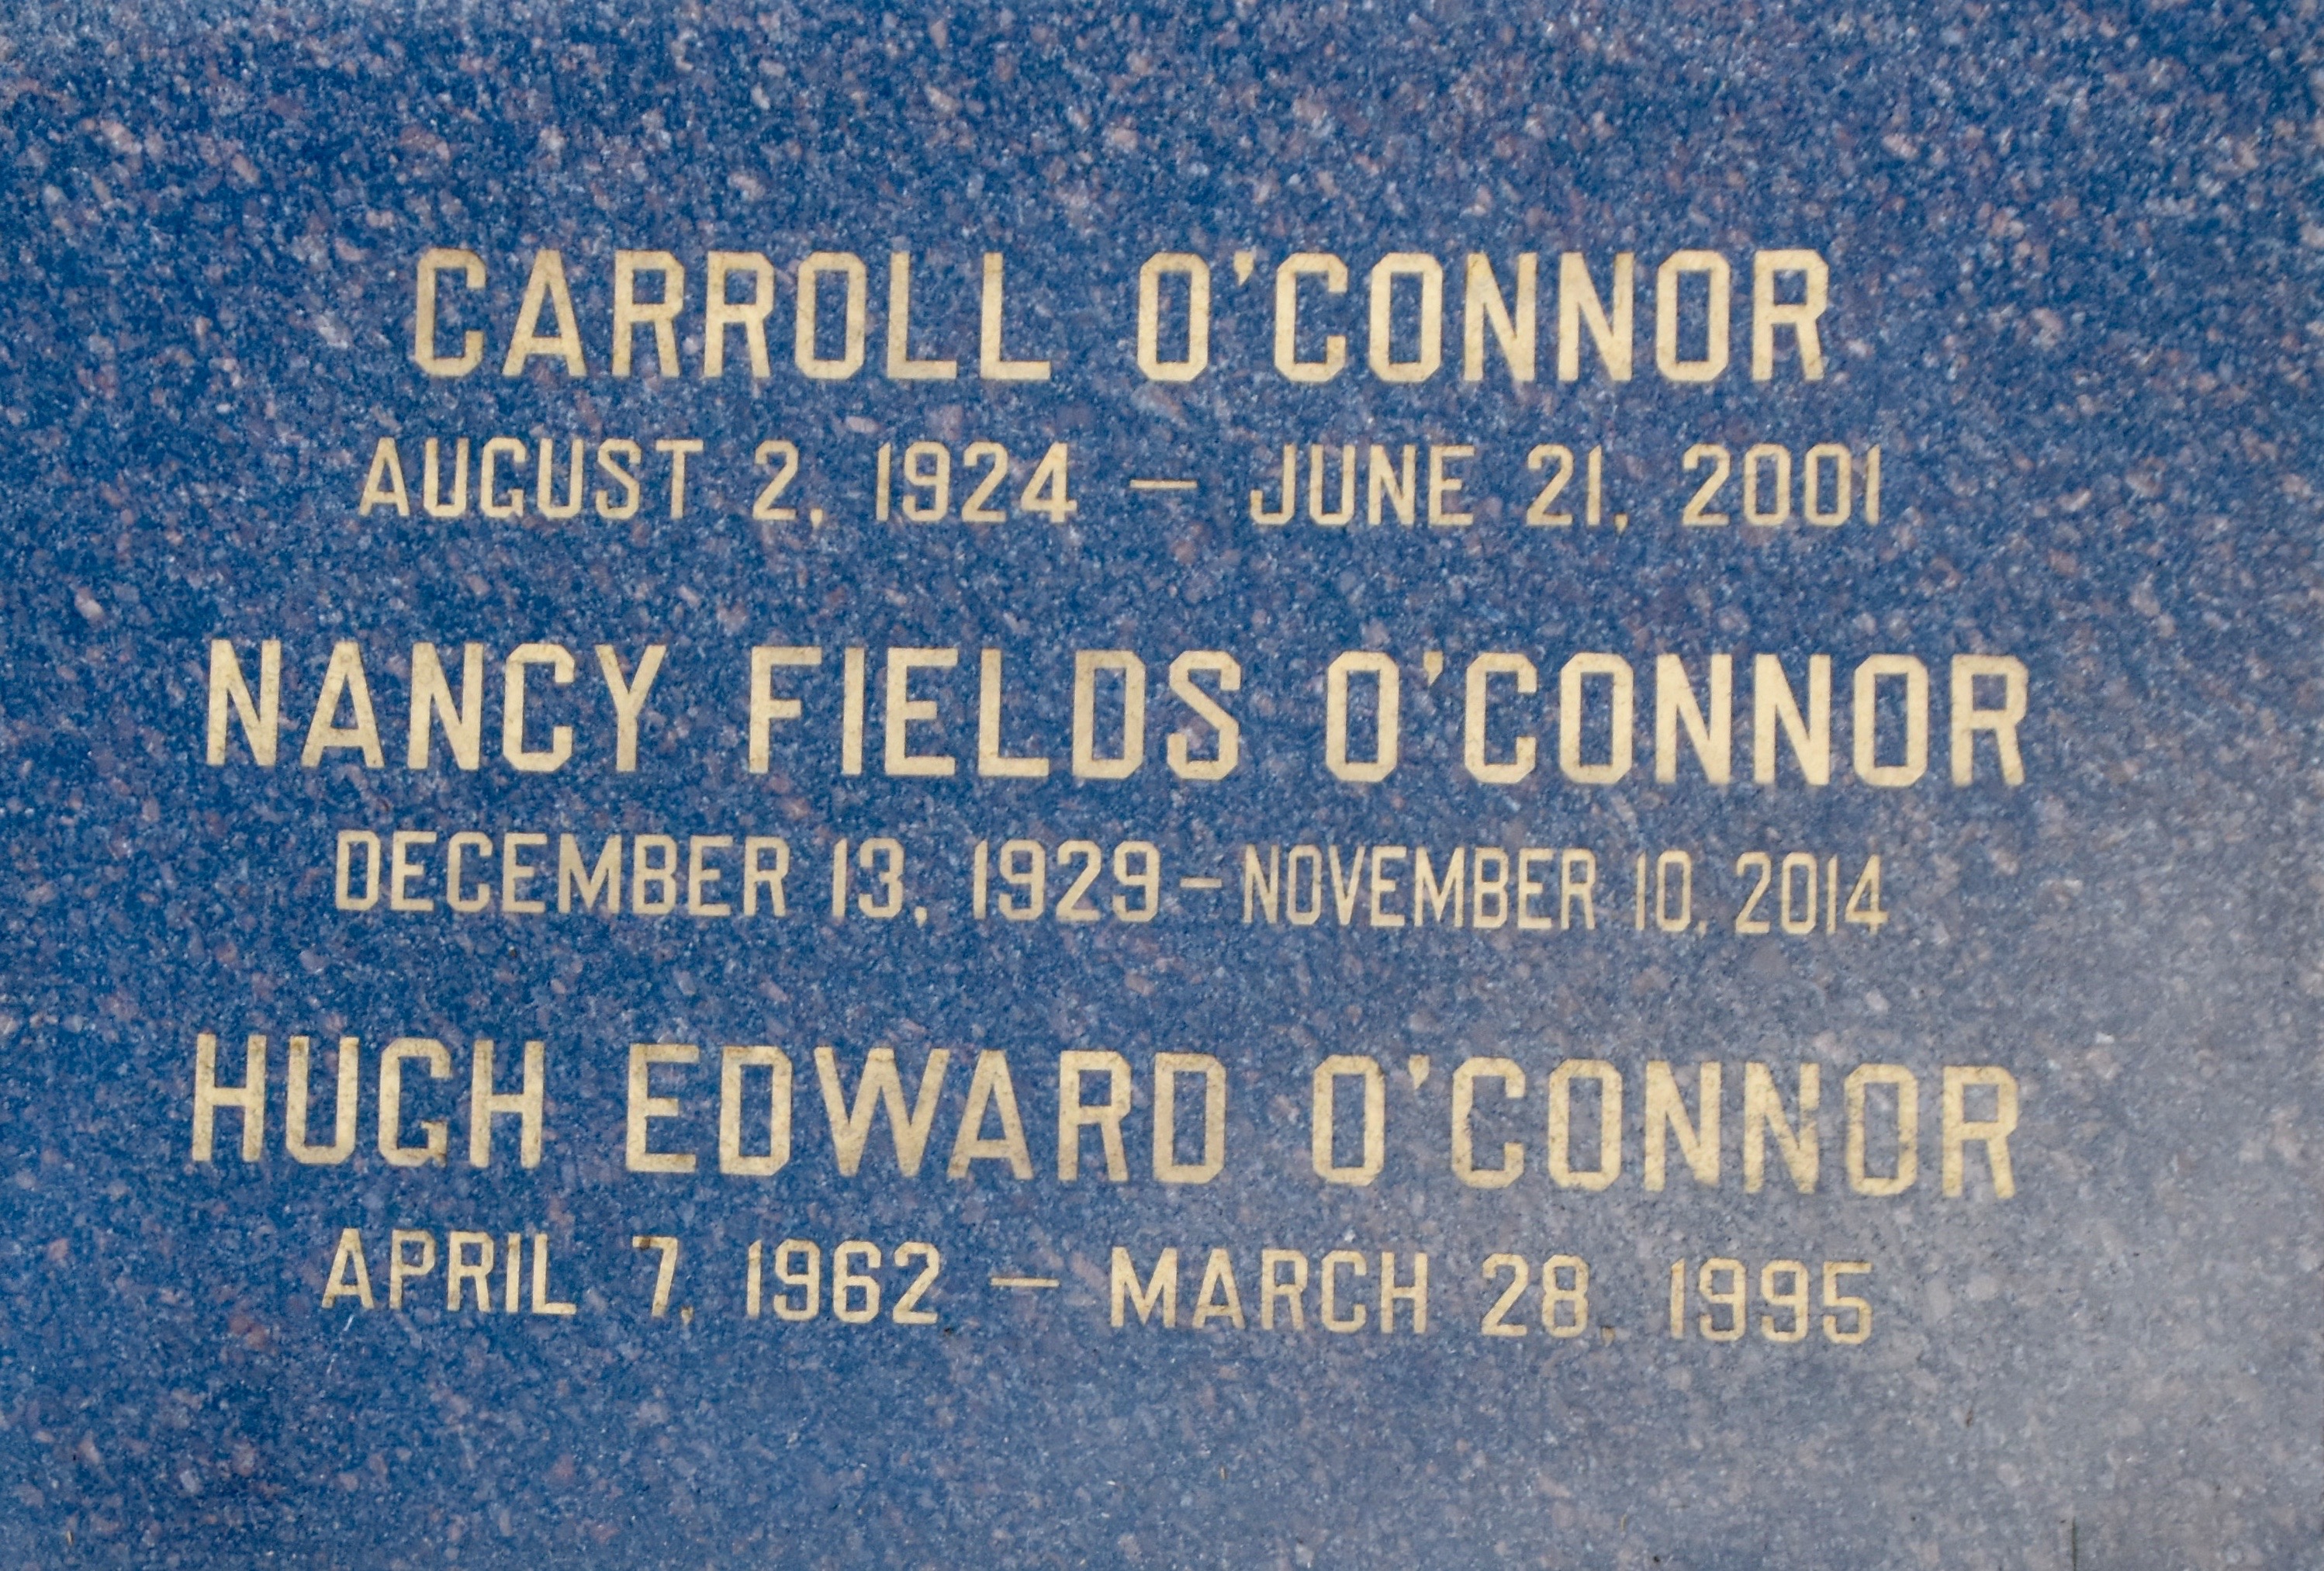 CARROLL O'CONNOR
AUGUST 2, 1924 — JUNE 21, 2001
NANCY FIELDS O'CONNOR
DECEMBER 13, 1929 – NOVEMBER 10, 2014
HUGH EDWARD O'CONNOR
APRIL 7, 1962 — MARCH 28, 1995